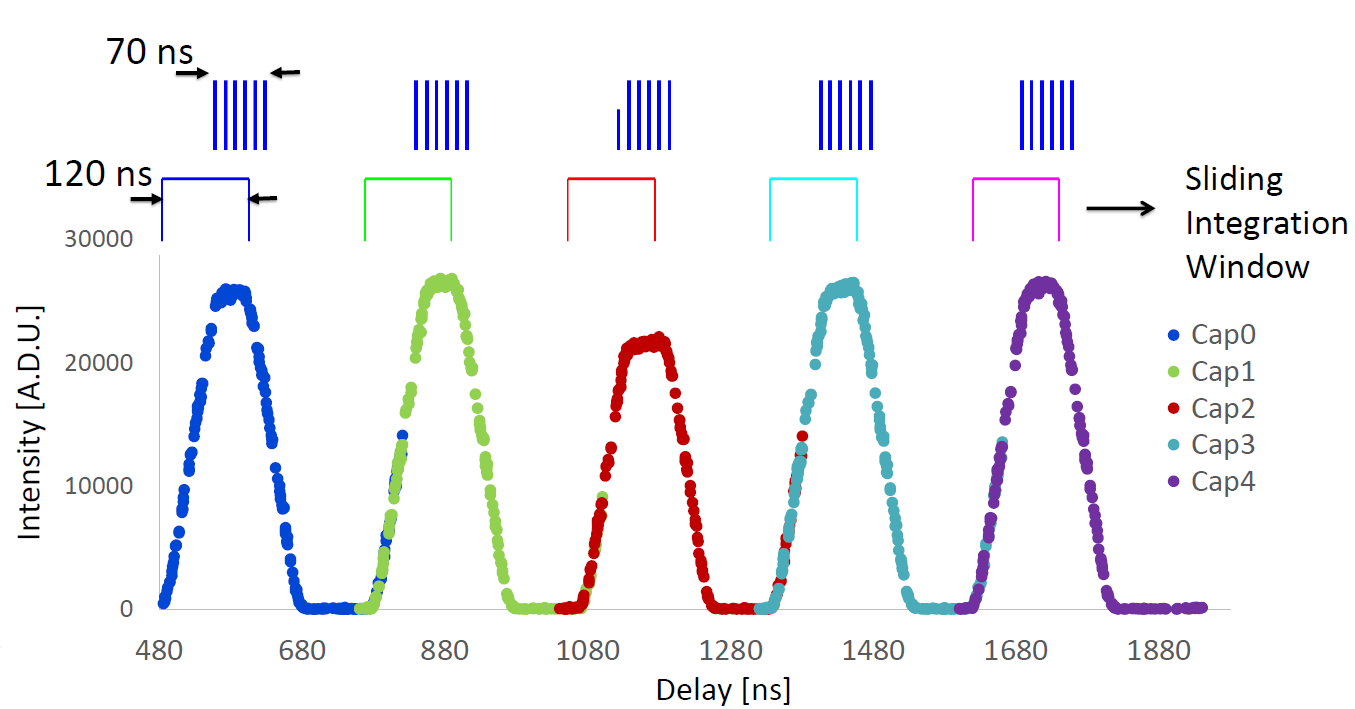 70 ns
120 ns
Sliding
Integration
Window
30000
20000
10000
0
Intensity [A.D.U.]
480 680 880 1080 1280 1480 1680 1880
Delay [ns]
Cap0
Cap1
Cap2
Cap3
Cap4